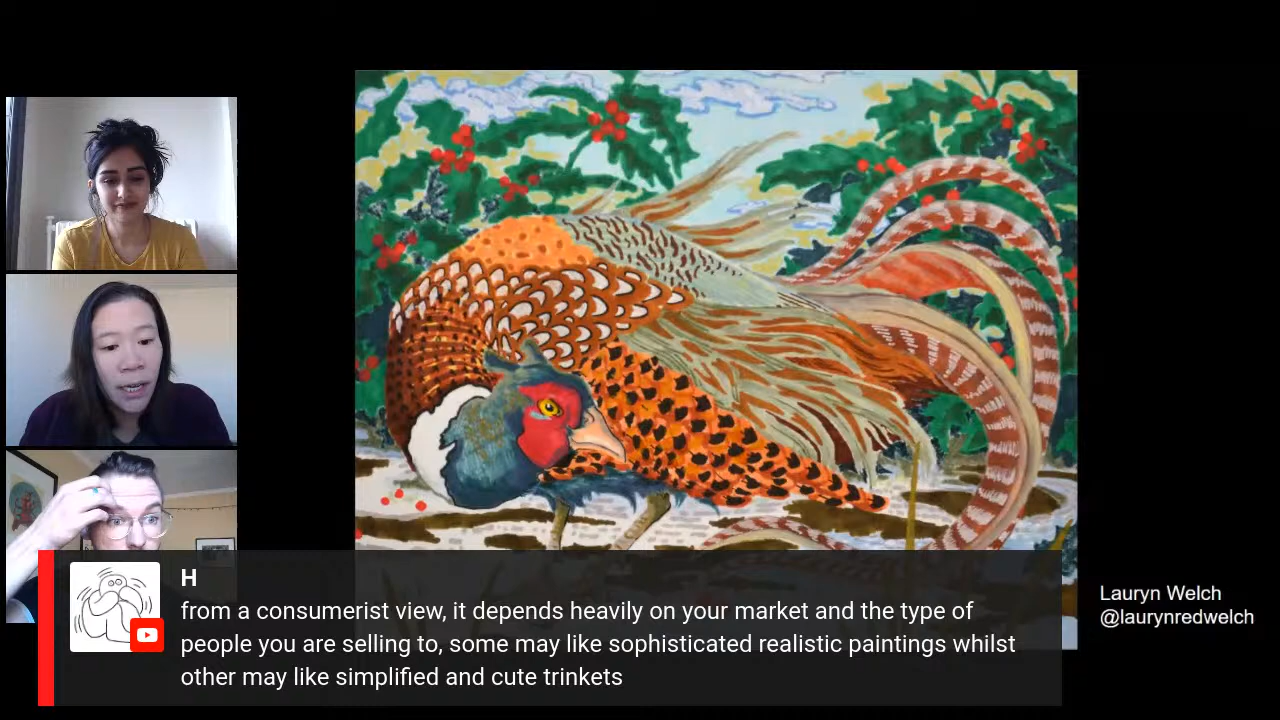 Lauryn Welch
@laurynredwelch
H
from a consumerist view, it depends heavily on your market and the type of
people you are selling to, some may like sophisticated realistic paintings whilst
other may like simplified and cute trinkets